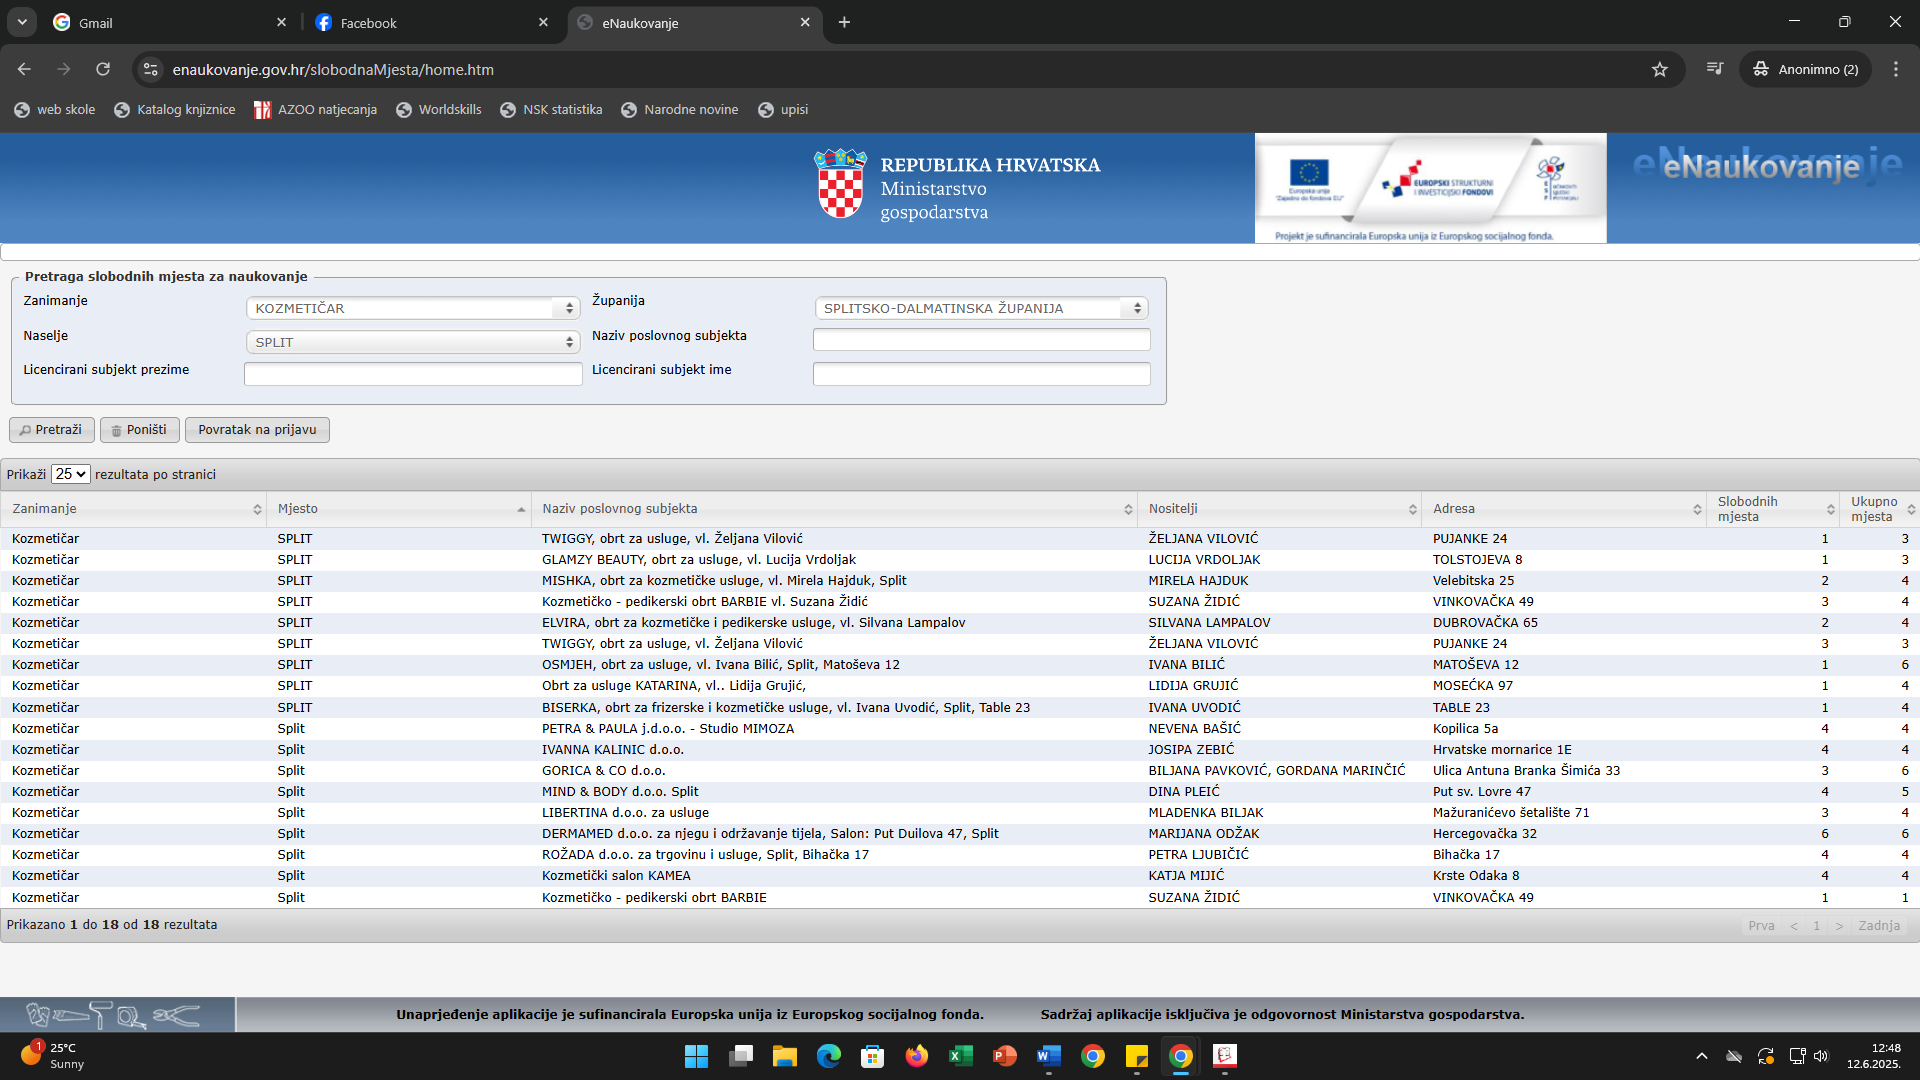 Gmail
Facebook
eNaukovanje
enaukovanje.gov.hr/slobodnaMjesta/home.htm
Anonimno (2)
web skole
Katalog knjiznice
AZOO natjecanja
Worldskills
NSK statistika
Narodne novine
upisi
REPUBLIKA HRVATSKA
Ministarstvo
gospodarstva
Europska unija
"Zajedno do fondova EU"
EUROPSKI STRUKTURNI
I INVESTICIJSKI FONDOVI
Projekt je sufinancirala Europska unija iz Europskog socijalnog fonda.
eNaukovanje
Pretraga slobodnih mjesta za naukovanje
Zanimanje KOZMETIČAR Županija SPLITSKO-DALMATINSKA ŽUPANIJA
Naselje SPLIT Naziv poslovnog subjekta
Licencirani subjekt prezime Licencirani subjekt ime
Pretraži Poništi Povratak na prijavu
Prikaži 25 rezultata po stranici
Zanimanje Mjesto Naziv poslovnog subjekta Nositelji Adresa Slobodnih mjesta Ukupno mjesta
Kozmetičar SPLIT TWIGGY, obrt za usluge, vl. Željana Vilović ŽELJANA VILOVIĆ PUJANKE 24 1 3
Kozmetičar SPLIT GLAMZY BEAUTY, obrt za usluge, vl. Lucija Vrdoljak LUCIJA VRDOLJAK TOLSTOJEVA 8 1 3
Kozmetičar SPLIT MISHKA, obrt za kozmetičke usluge, vl. Mirela Hajduk, Split MIRELA HAJDUK Velebitska 25 2 4
Kozmetičar SPLIT Kozmetičko - pedikerski obrt BARBIE vl. Suzana Židić SUZANA ŽIDIĆ VINKOVAČKA 49 3 4
Kozmetičar SPLIT ELVIRA, obrt za kozmetičke i pedikerske usluge, vl. Silvana Lampalov SILVANA LAMPALOV DUBROVAČKA 65 2 4
Kozmetičar SPLIT TWIGGY, obrt za usluge, vl. Željana Vilović ŽELJANA VILOVIĆ PUJANKE 24 3 3
Kozmetičar SPLIT OSMJEH, obrt za usluge, vl. Ivana Bilić, Split, Matoševa 12 IVANA BILIĆ MATOŠEVA 12 1 6
Kozmetičar SPLIT Obrt za usluge KATARINA, vl.. Lidija Grujić, LIDIJA GRUJIĆ MOSEĆKA 97 1 4
Kozmetičar SPLIT BISERKA, obrt za frizerske i kozmetičke usluge, vl. Ivana Uvodić, Split, Table 23 IVANA UVODIĆ TABLE 23 1 4
Kozmetičar Split PETRA & PAULA j.d.o.o. - Studio MIMOZA NEVENA BAŠIĆ Kopilica 5a 4 4
Kozmetičar Split IVANNA KALINIC d.o.o. JOSIPA ZEBIĆ Hrvatske mornarice 1E 4 4
Kozmetičar Split GORICA & CO d.o.o. BILJANA PAVKOVIĆ, GORDANA MARINČIĆ Ulica Antuna Branka Šimića 33 3 6
Kozmetičar Split MIND & BODY d.o.o. Split DINA PLEIĆ Put sv. Lovre 47 4 5
Kozmetičar Split LIBERTINA d.o.o. za usluge MLADENKA BILJAK Mažuranićevo šetalište 71 3 4
Kozmetičar Split DERMAMED d.o.o. za njegu i održavanje tijela, Salon: Put Duilova 47, Split MARIJANA ODŽAK Hercegovačka 32 6 6
Kozmetičar Split ROŽADA d.o.o. za trgovinu i usluge, Split, Bihačka 17 PETRA LJUBIČIĆ Bihačka 17 4 4
Kozmetičar Split Kozmetički salon KAMEA KATJA MIJIĆ Krste Odaka 8 4 4
Kozmetičar Split Kozmetičko - pedikerski obrt BARBIE SUZANA ŽIDIĆ VINKOVAČKA 49 1 1
Prikazano 1 do 18 od 18 rezultata
Prva < 1 > Zadnja
Unaprjeđenje aplikacije je sufinancirala Europska unija iz Europskog socijalnog fonda. Sadržaj aplikacije isključiva je odgovornost Ministarstva gospodarstva.
1
25°C
Sunny
12:48
12.6.2025.